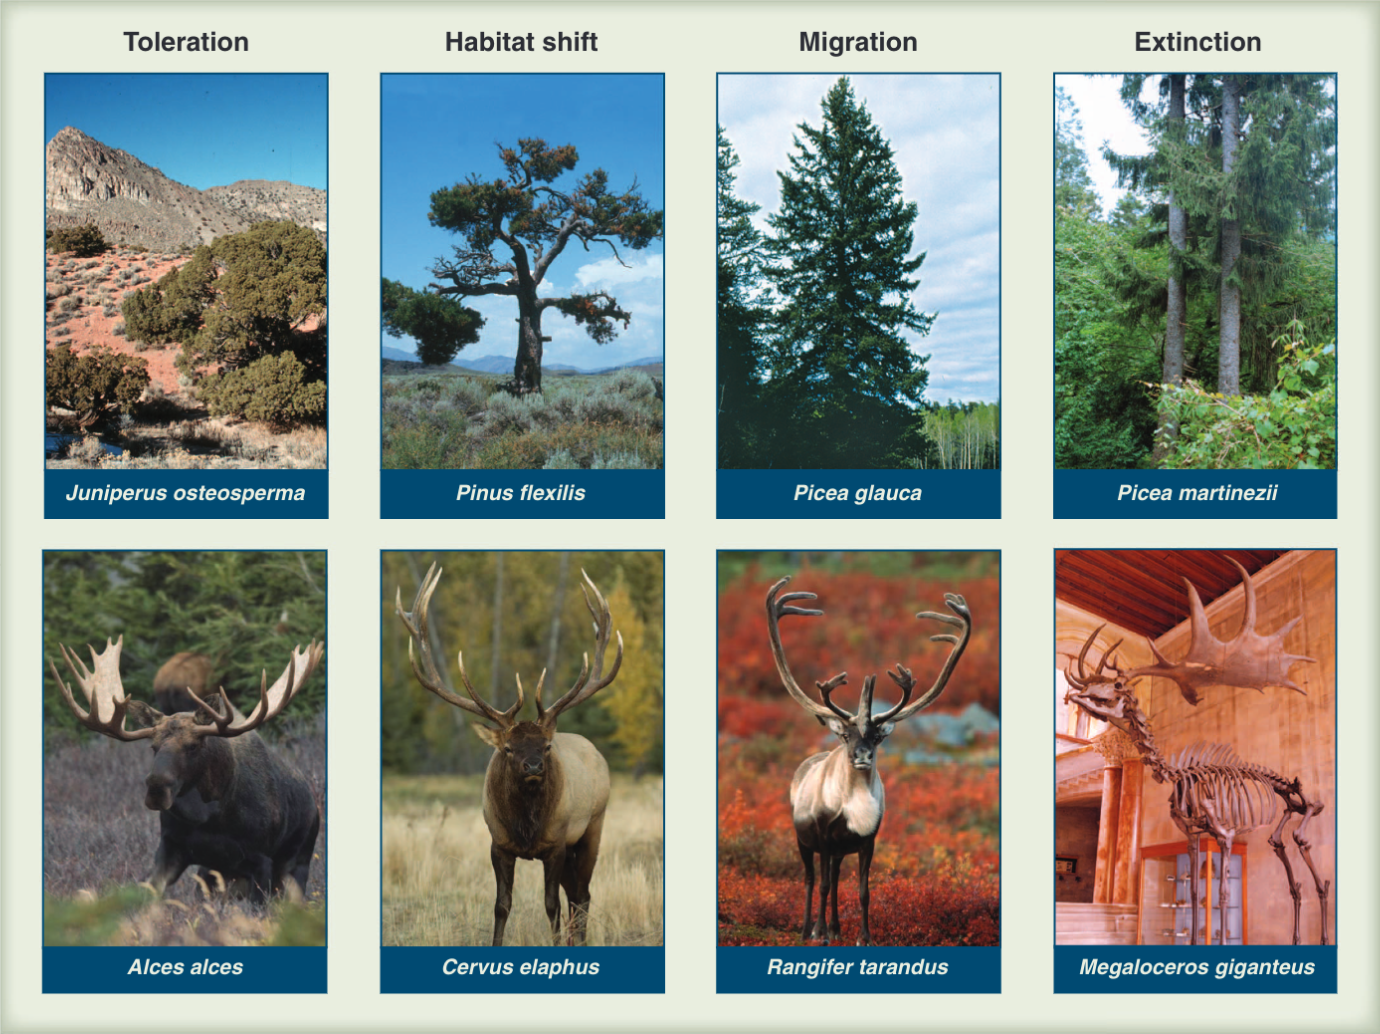 Toleration
Habitat shift
Migration
Extinction
Juniperus osteosperma
Pinus flexilis
Picea glauca
Picea martinezii
Alces alces
Cervus elaphus
Rangifer tarandus
Megaloceros giganteus